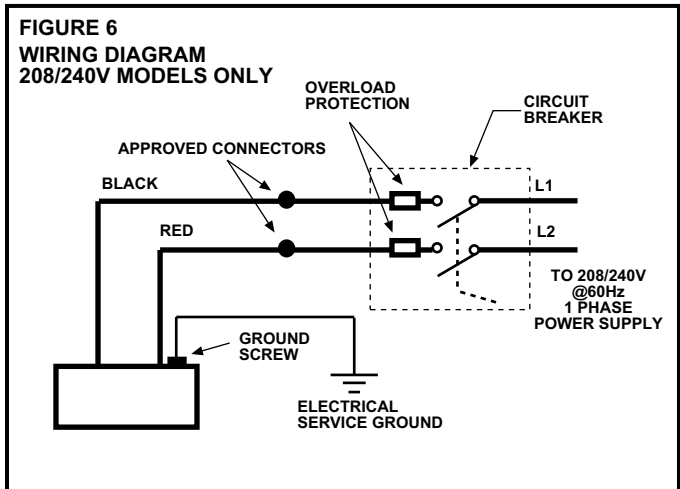 FIGURE 6
WIRING DIAGRAM
208/240V MODELS ONLY
OVERLOAD
PROTECTION
CIRCUIT
BREAKER
APPROVED CONNECTORS
BLACK
L1
RED
L2
TO 208/240V
@60Hz
1 PHASE
POWER SUPPLY
GROUND
SCREW
ELECTRICAL
SERVICE GROUND